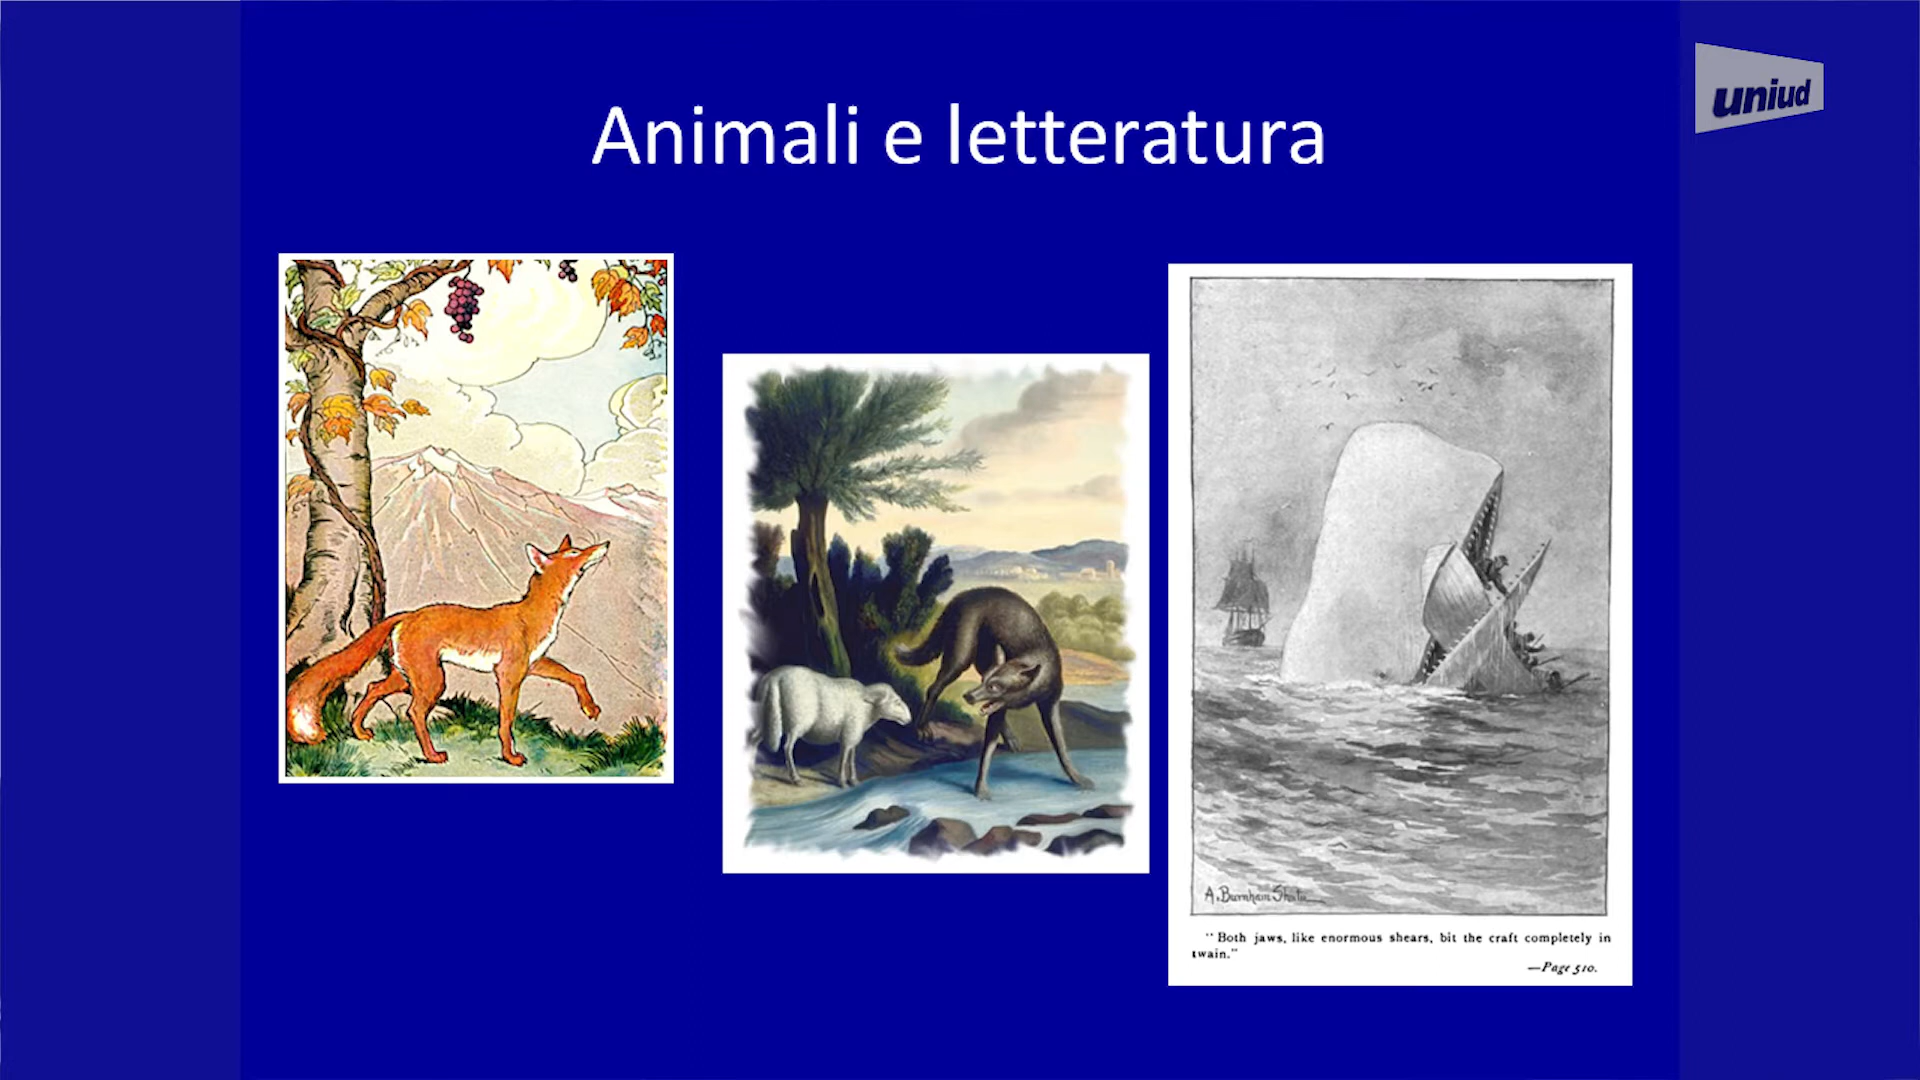 Animali e letteratura
uniud
A. Burnham Shute
"Both jaws, like enormous shears, bit the craft completely in
twain."
—Page 510.